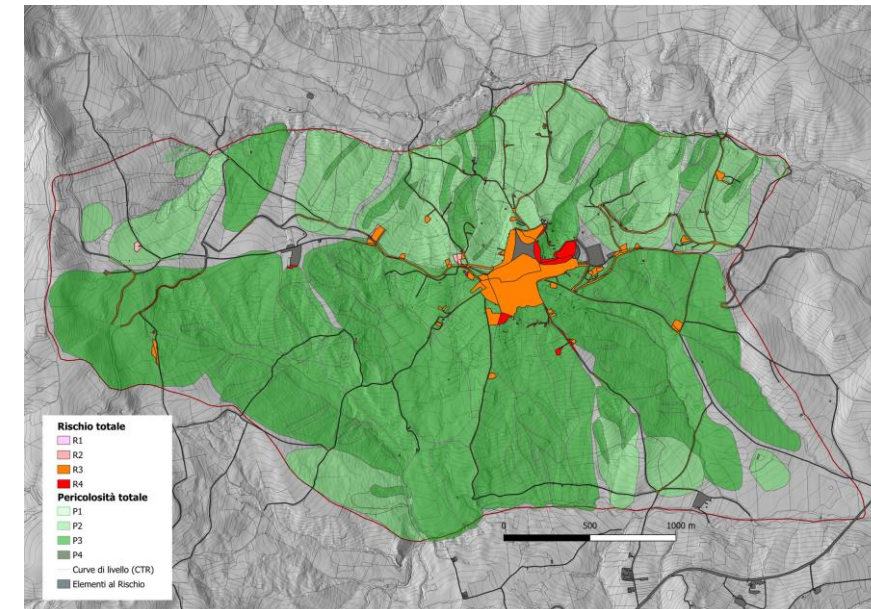 Rischio totale
R1
R2
R3
R4
Pericolosità totale
P1
P2
P3
P4
Curve di livello (CTR)
Elementi al Rischio
0 500 1000 m